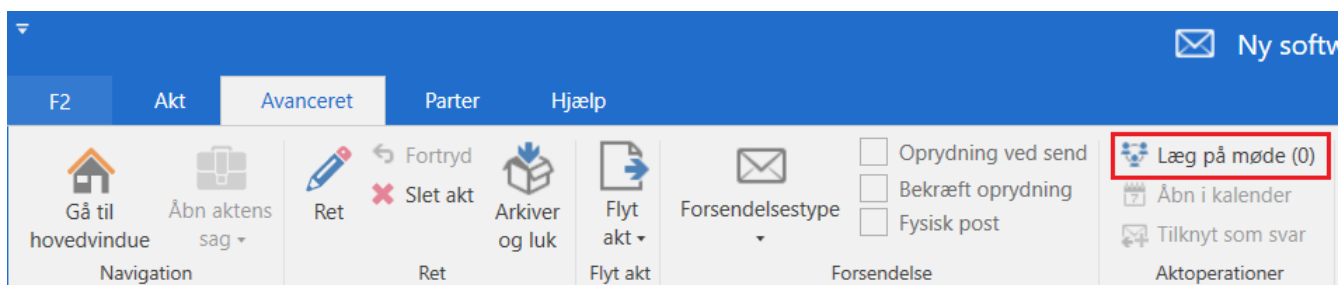 Ny softw
F2 Akt Avanceret Parter Hjælp
Gå til hovedvindue
Åbn aktens sag
Ret
Fortryd
Slet akt
Arkiver og luk
Flyt akt
Forsendelsestype
Oprydning ved send
Bekræft oprydning
Fysisk post
Læg på møde (0)
Åbn i kalender
Tilknyt som svar
Navigation Ret Flyt akt Forsendelse Aktoperationer